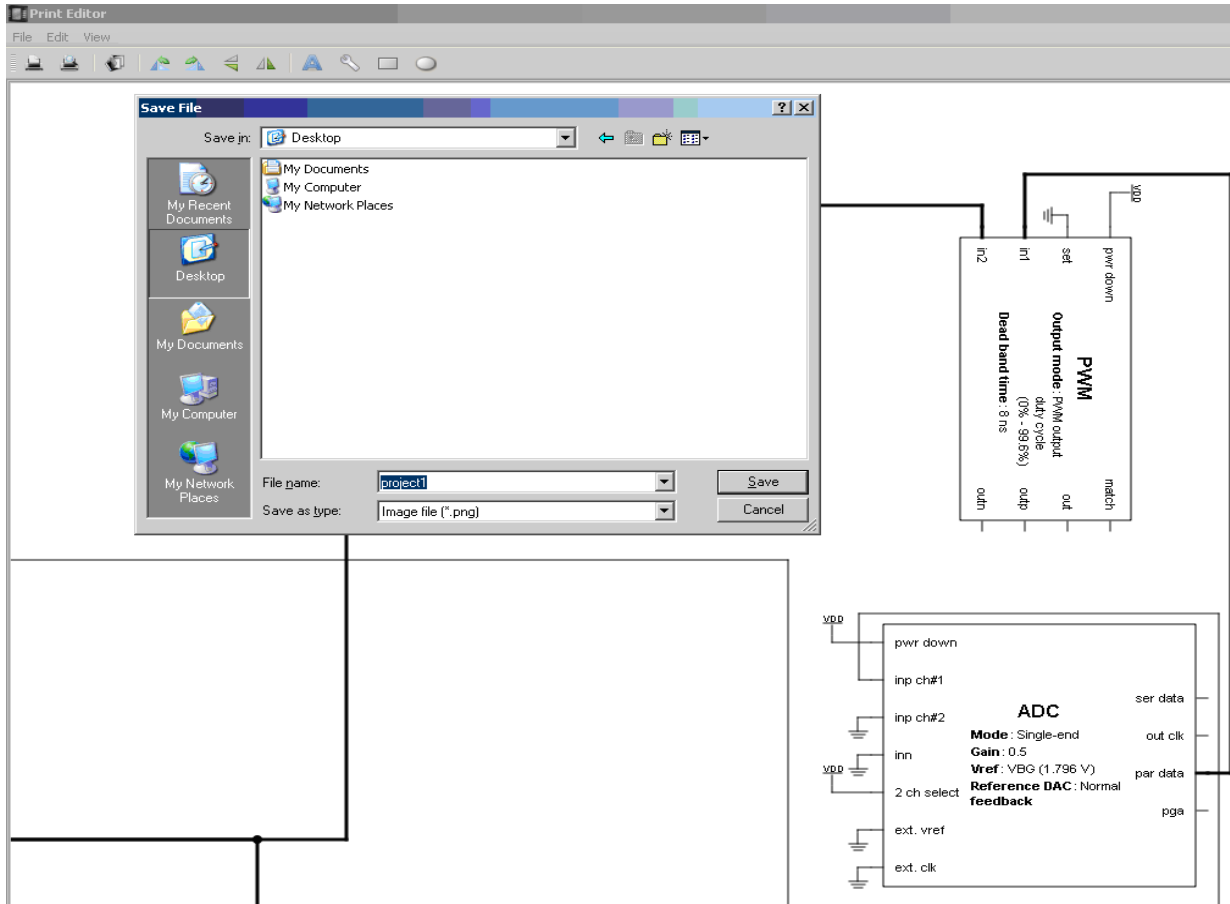 Print Editor
File Edit View
Save File
Save in: Desktop
My Recent
Documents
Desktop
My Documents
My Computer
My Network
Places
My Documents
My Computer
My Network Places
File name: project1
Save
Save as type: Image file (*.png)
Cancel
VDD
in2
in1
set
pwr down
PWM
Output mode: PWM output
duty cycle
(0% - 99.6%)
Dead band time: 8 ns
outn
outp
out
match
VDD
pwr down
inp ch#1
inp ch#2
inn
VDD
2 ch select
ext. vref
ext. clk
ADC
Mode: Single-end
Gain: 0.5
Vref: VBG (1.796 V)
Reference DAC: Normal
feedback
ser data
out clk
par data
pga